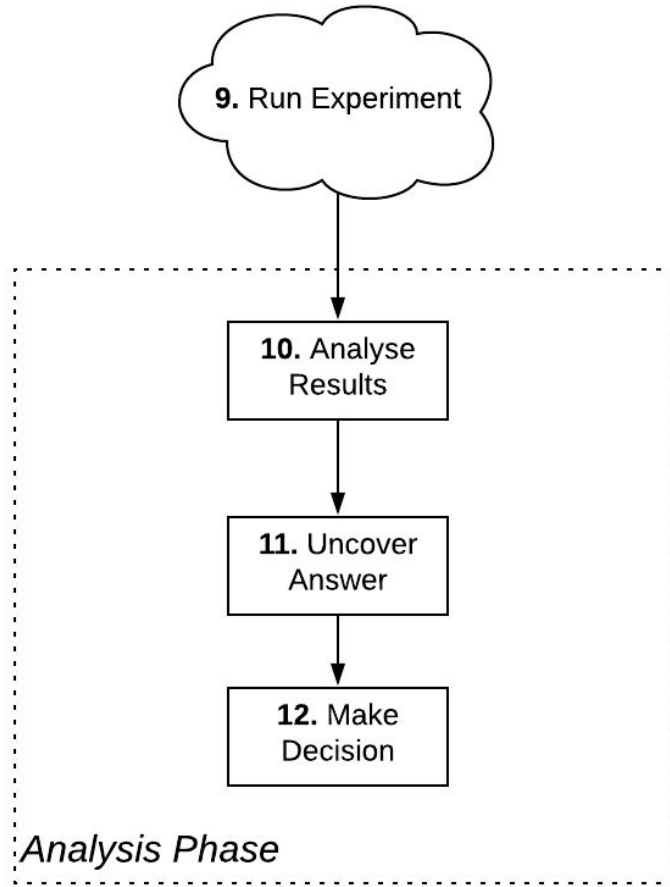 9. Run Experiment
10. Analyse
Results
11. Uncover
Answer
12. Make
Decision
Analysis Phase